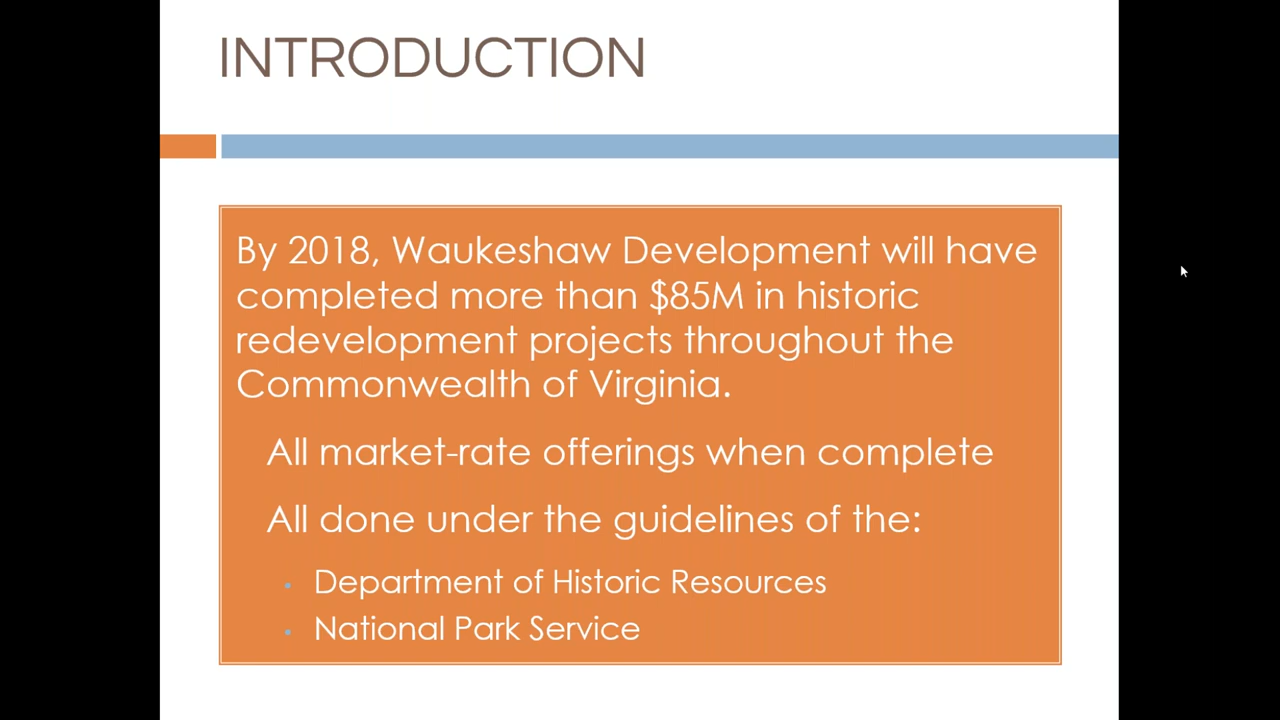 INTRODUCTION
By 2018, Waukeshaw Development will have
completed more than $85M in historic
redevelopment projects throughout the
Commonwealth of Virginia.
All market-rate offerings when complete
All done under the guidelines of the:
Department of Historic Resources
National Park Service